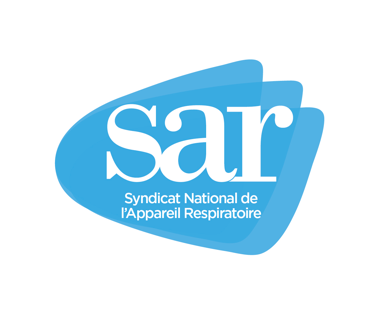 sar
Syndicat National de
l'Appareil Respiratoire